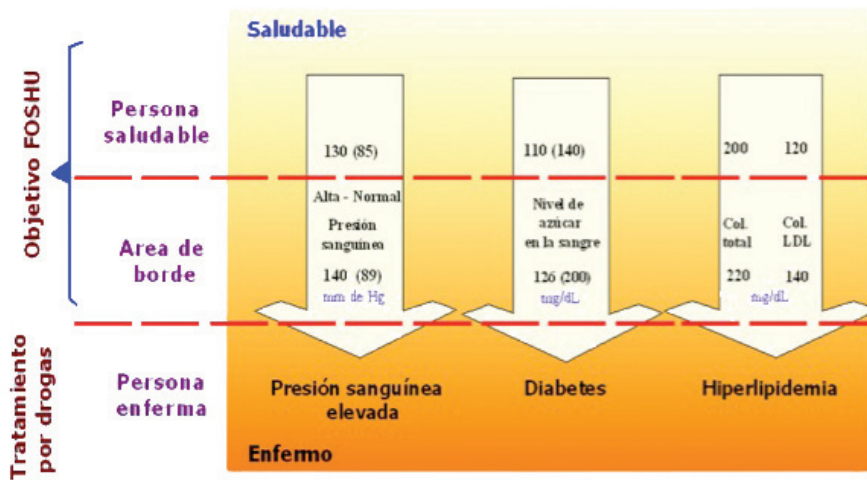 Saludable
Objetivo FOSHU
Persona
saludable
130 (85)
110 (140)
200
120
Alta - Normal
Presión
sanguínea
140 (89)
mm de Hg
Nivel de
azúcar
en la sangre
126 (200)
mg/dL
Col.
total
Col.
LDL
220
140
mg/dL
Area de
borde
Tratamiento
por drogas
Persona
enferma
Presión sanguínea
elevada
Diabetes
Hiperlipidemia
Enfermo